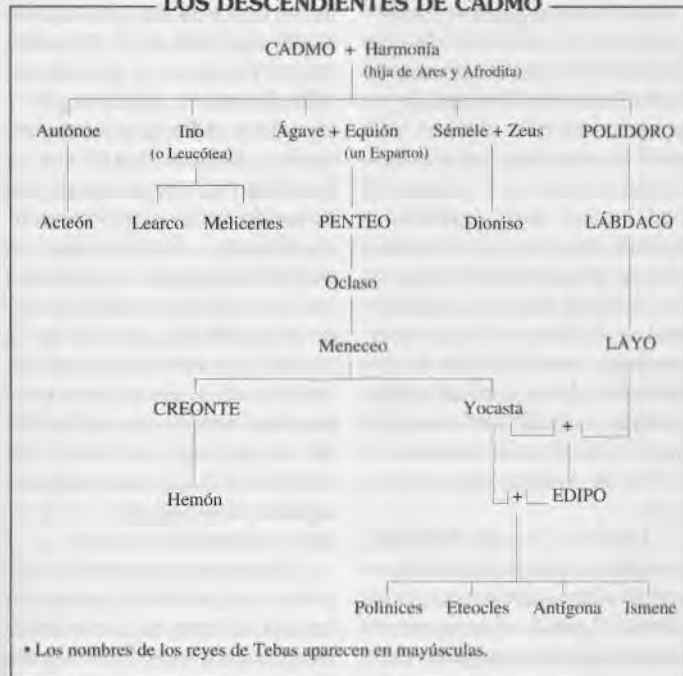 LOS DESCENDIENTES DE CADMO
CADMO + Harmonía
(hija de Ares y Afrodita)
Autónoe Ino Ágave + Equión Sémele + Zeus POLIDORO
(o Leucótea) (un Espartoi)
Acteón Learco Melicertes PENTEO Dioniso LÁBDACO
Oclaso
Meneceo LAYO
CREONTE Yocasta
+
Hemón + EDIPO
Polinices Eteocles Antígona Ismene
• Los nombres de los reyes de Tebas aparecen en mayúsculas.